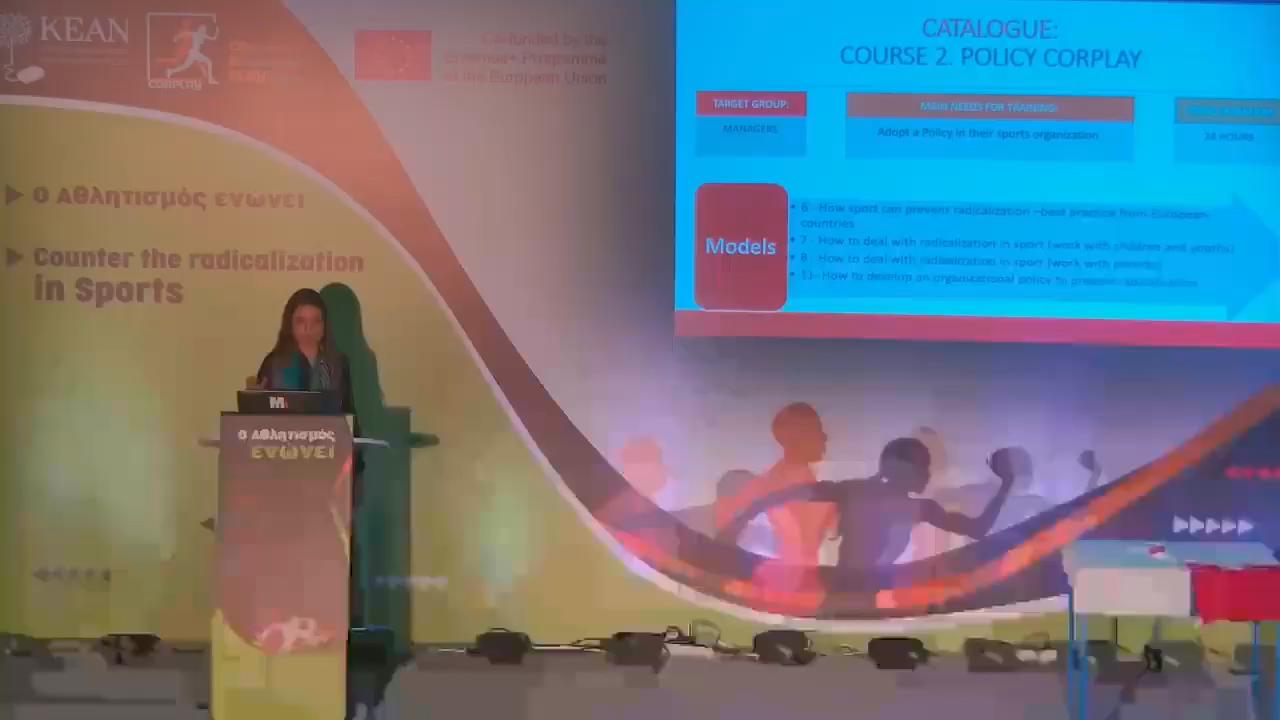 KEAN
CORPLAY
Co-funded by the
Erasmus+ Programme
of the European Union
Ο Αθλητισμός ενώνει
Counter the radicalization
in Sports
M
Ο Αθλητισμός
ενώνει
CATALOGUE:
COURSE 2. POLICY CORPLAY
TARGET GROUP:
MANAGERS
MAIN NEEDS FOR TRAINING:
Adopt a Policy in their sports organization
HOURS
Models
6 - How sport can prevent radicalization –best practice from European
countries
7 - How to deal with radicalization in sport (work with children and youths)
8 - How to deal with radicalization in sport (work with parents)
11- How to develop an organizational policy to prevent radicalization